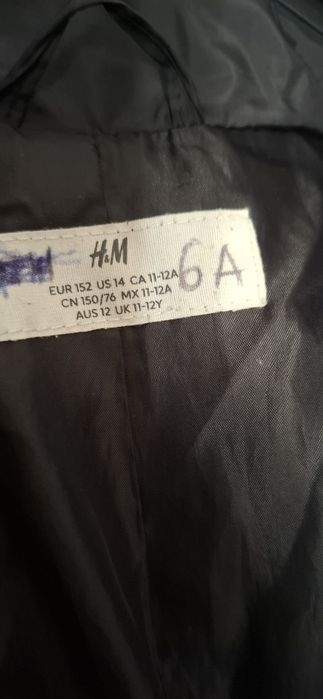 H&M
EUR 152 US 14 CA 11-12A
CN 150/76 MX 11-12A
AUS 12 UK 11-12Y
6A